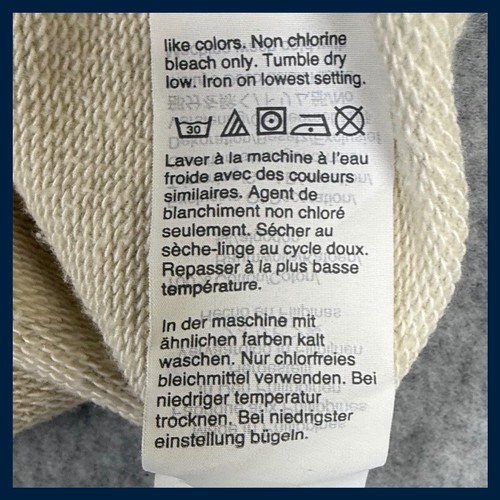 like colors. Non chlorine
bleach only. Tumble dry
low. Iron on lowest setting.
30
Laver à la machine à l'eau
froide avec des couleurs
similaires. Agent de
blanchiment non chloré
seulement. Sécher au
sèche-linge au cycle doux.
Repasser à la plus basse
température.
In der maschine mit
ähnlichen farben kalt
waschen. Nur chlorfreies
bleichmittel verwenden. Bei
niedriger temperatur
trocknen. Bei niedrigster
einstellung bügeln.